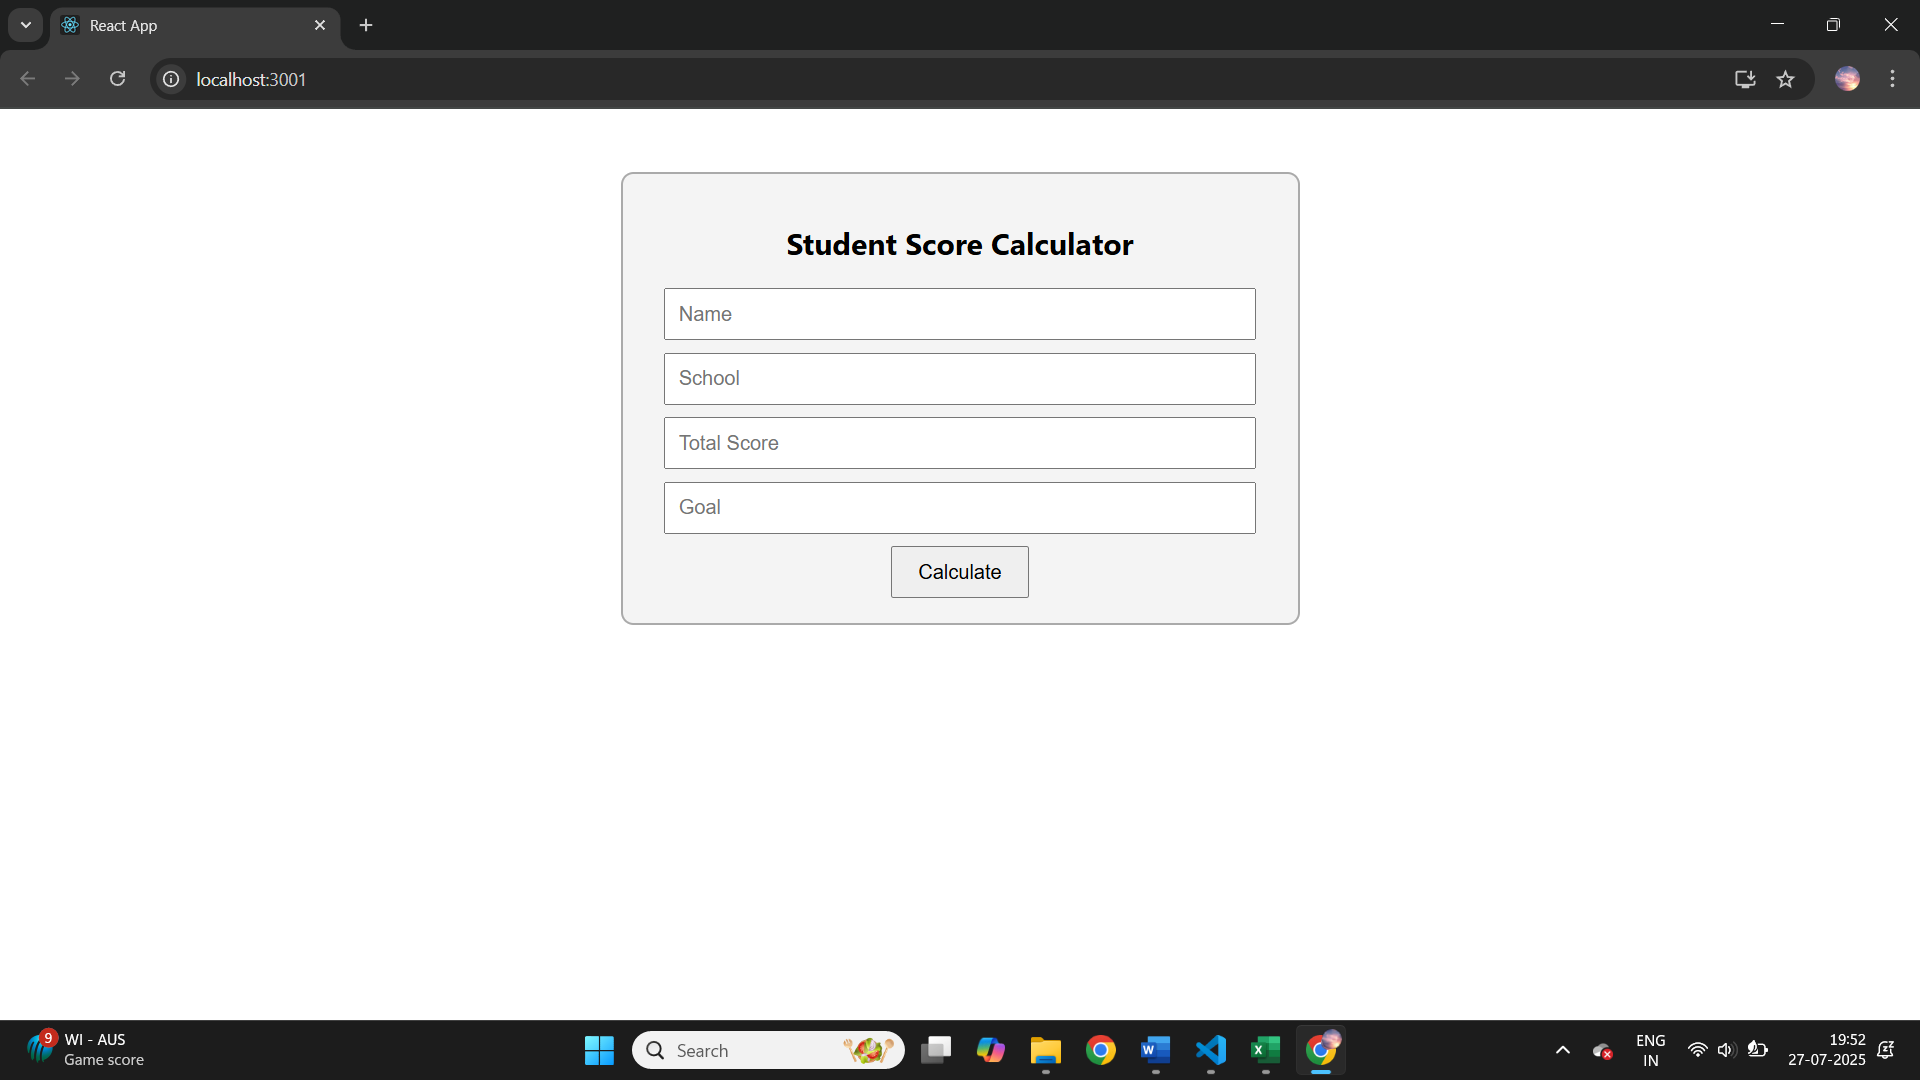 React App
localhost:3001
Student Score Calculator
Name
School
Total Score
Goal
Calculate
9
WI - AUS
Game score
Search
W
X
ENG
IN
19:52
27-07-2025